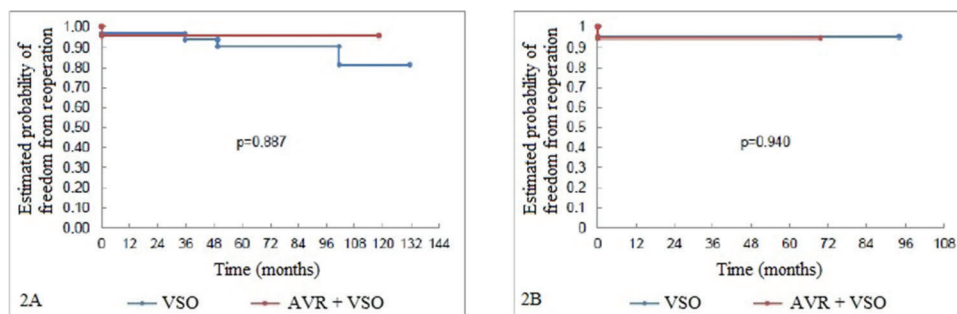 Estimated probability of
freedom from reoperation
1.00
0.90
0.80
0.70
0.60
0.50
0.40
0.30
0.20
0.10
0.00
p=0.887
0 12 24 36 48 60 72 84 96 108 120 132 144
Time (months)
2A
VSO
AVR + VSO
Estimated probability of
freedom from reoperation
1
0.9
0.8
0.7
0.6
0.5
0.4
0.3
0.2
0.1
0
p=0.940
0 12 24 36 48 60 72 84 96 108
Time (months)
2B
VSO
AVR + VSO